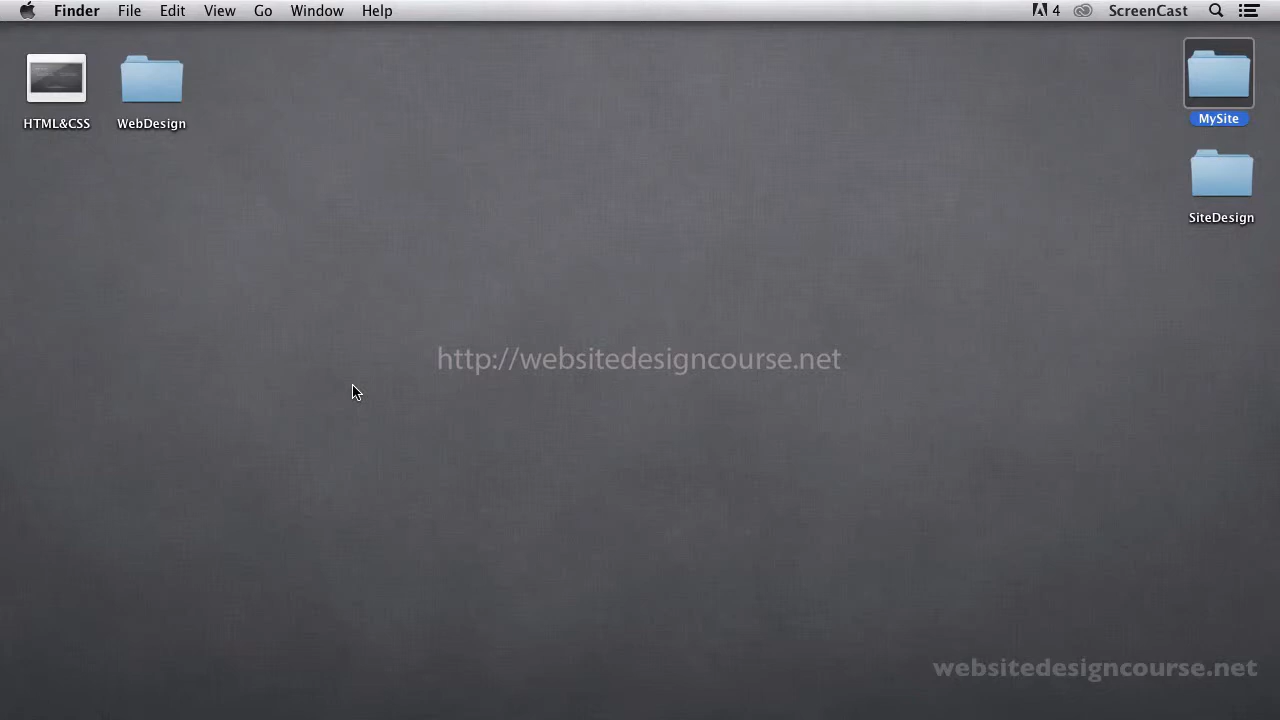 Finder File Edit View Go Window Help 4 ScreenCast
HTML&CSS WebDesign MySite
SiteDesign
http://websitedesigncourse.net
websitedesigncourse.net